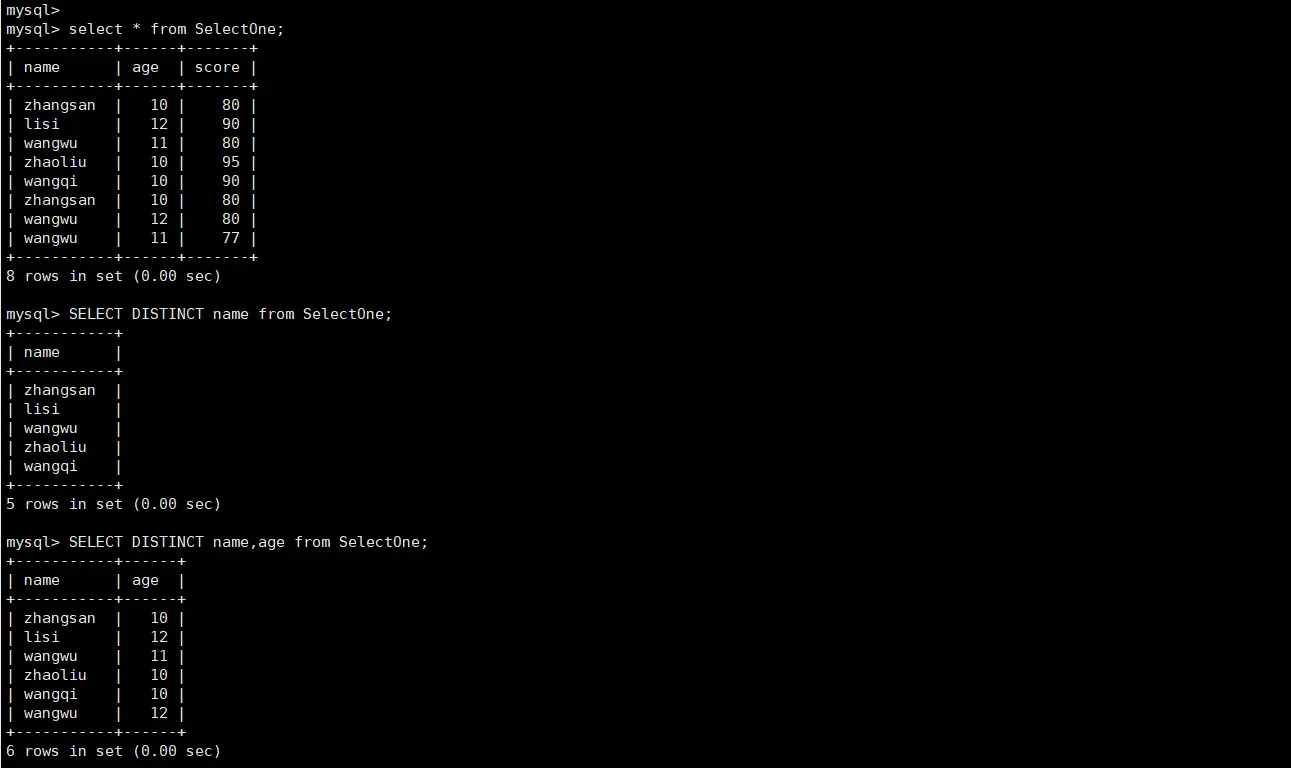 mysql>
mysql> select * from SelectOne;
+-----------+------+-------+
| name      | age  | score |
+-----------+------+-------+
| zhangsan  |   10 |    80 |
| lisi      |   12 |    90 |
| wangwu    |   11 |    80 |
| zhaoliu   |   10 |    95 |
| wangqi    |   10 |    90 |
| zhangsan  |   10 |    80 |
| wangwu    |   12 |    80 |
| wangwu    |   11 |    77 |
+-----------+------+-------+
8 rows in set (0.00 sec)

mysql> SELECT DISTINCT name from SelectOne;
+-----------+
| name      |
+-----------+
| zhangsan  |
| lisi      |
| wangwu    |
| zhaoliu   |
| wangqi    |
+-----------+
5 rows in set (0.00 sec)

mysql> SELECT DISTINCT name,age from SelectOne;
+-----------+------+
| name      | age  |
+-----------+------+
| zhangsan  |   10 |
| lisi      |   12 |
| wangwu    |   11 |
| zhaoliu   |   10 |
| wangqi    |   10 |
| wangwu    |   12 |
+-----------+------+
6 rows in set (0.00 sec)